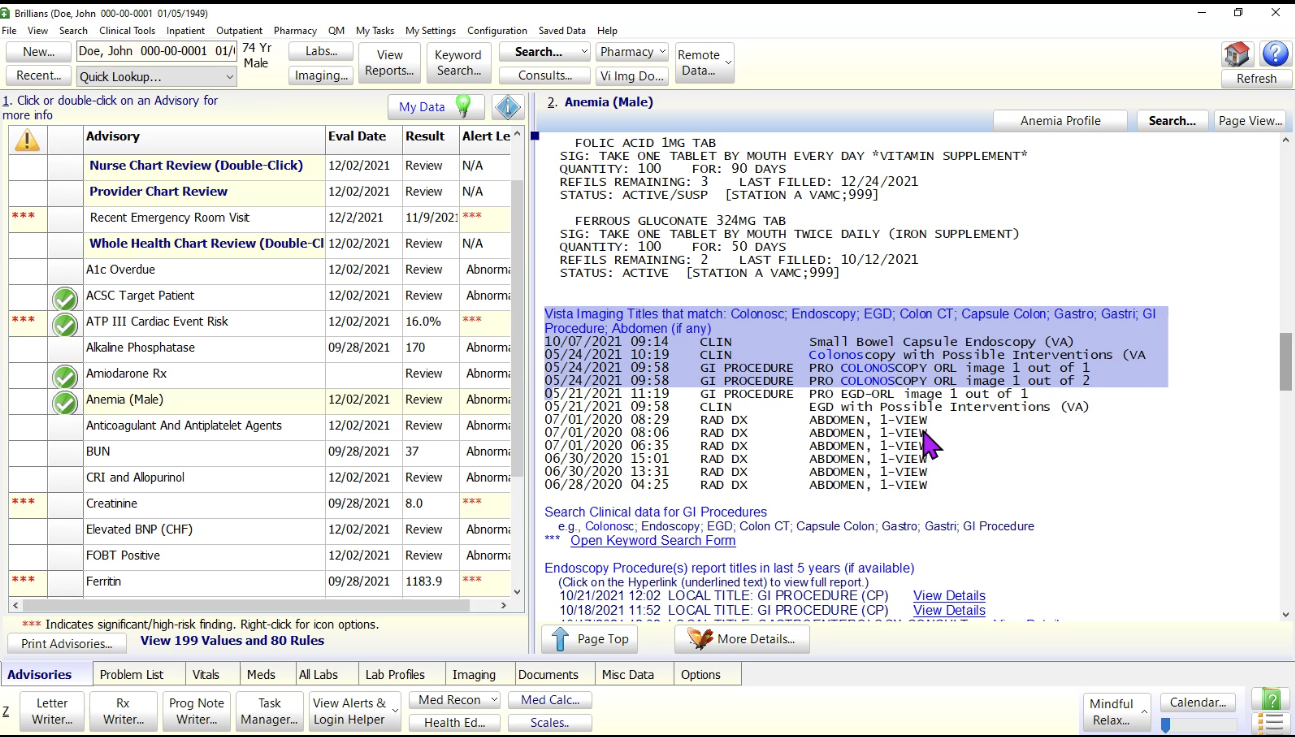 Brillians (Doe, John 000-00-0001 01/05/1949)
File View Search Clinical Tools Inpatient Outpatient Pharmacy QM My Tasks My Settings Configuration Saved Data Help
New... Doe, John 000-00-0001 01/ 74 Yr Male Labs... View Reports... Keyword Search... Search... Pharmacy Remote Data...
Recent... Quick Lookup... Imaging... Consults... Vi Img Do... Refresh
1. Click or double-click on an Advisory for
more info
My Data
Advisory Eval Date Result Alert Le
Nurse Chart Review (Double-Click) 12/02/2021 Review N/A
Provider Chart Review 12/02/2021 Review N/A
*** Recent Emergency Room Visit 12/2/2021 11/9/2021 ***
Whole Health Chart Review (Double-Cl 12/02/2021 Review N/A
A1c Overdue 12/02/2021 Review Abnorma
ACSC Target Patient 12/02/2021 Review Abnorma
*** ATP III Cardiac Event Risk 12/02/2021 16.0% ***
Alkaline Phosphatase 09/28/2021 170 Abnorma
Amiodarone Rx 12/02/2021 Review Abnorma
Anemia (Male) 12/02/2021 Review Abnorma
Anticoagulant And Antiplatelet Agents 12/02/2021 Review Abnorma
BUN 09/28/2021 37 Abnorma
CRI and Allopurinol 12/02/2021 Review Abnorma
*** Creatinine 09/28/2021 8.0 ***
Elevated BNP (CHF) 12/02/2021 Review Abnorma
FOBT Positive 12/02/2021 Review Abnorma
*** Ferritin 09/28/2021 1183.9 ***
*** Indicates significant/high-risk finding. Right-click for icon options.
Print Advisories... View 199 Values and 80 Rules
2. Anemia (Male)
Anemia Profile Search... Page View...
FOLIC ACID 1MG TAB
SIG: TAKE ONE TABLET BY MOUTH EVERY DAY *VITAMIN SUPPLEMENT*
QUANTITY: 100 FOR: 90 DAYS
REFILS REMAINING: 3 LAST FILLED: 12/24/2021
STATUS: ACTIVE/SUSP [STATION A VAMC;999]
FERROUS GLUCONATE 324MG TAB
SIG: TAKE ONE TABLET BY MOUTH TWICE DAILY (IRON SUPPLEMENT)
QUANTITY: 100 FOR: 50 DAYS
REFILS REMAINING: 2 LAST FILLED: 10/12/2021
STATUS: ACTIVE [STATION A VAMC;999]
Vista Imaging Titles that match: Colonosc; Endoscopy; EGD; Colon CT; Capsule Colon; Gastro; Gastri; GI
Procedure; Abdomen (if any)
10/07/2021 09:14 CLIN Small Bowel Capsule Endoscopy (VA)
05/24/2021 10:19 CLIN Colonoscopy with Possible Interventions (VA
05/24/2021 09:58 GI PROCEDURE PRO COLONOSCOPY ORL image 1 out of 1
05/24/2021 09:58 GI PROCEDURE PRO COLONOSCOPY ORL image 1 out of 2
05/21/2021 11:19 GI PROCEDURE PRO EGD-ORL image 1 out of 1
05/21/2021 09:58 CLIN EGD with Possible Interventions (VA)
07/01/2020 08:29 RAD DX ABDOMEN, 1-VIEW
07/01/2020 08:06 RAD DX ABDOMEN, 1-VIEW
07/01/2020 06:35 RAD DX ABDOMEN, 1-VIEW
06/30/2020 15:01 RAD DX ABDOMEN, 1-VIEW
06/30/2020 13:31 RAD DX ABDOMEN, 1-VIEW
06/28/2020 04:25 RAD DX ABDOMEN, 1-VIEW
Search Clinical data for GI Procedures
e.g., Colonosc; Endoscopy; EGD; Colon CT; Capsule Colon; Gastro; Gastri; GI Procedure
*** Open Keyword Search Form
Endoscopy Procedure(s) report titles in last 5 years (if available)
(Click on the Hyperlink (underlined text) to view full report.)
10/21/2021 12:02 LOCAL TITLE: GI PROCEDURE (CP) View Details
10/18/2021 11:52 LOCAL TITLE: GI PROCEDURE (CP) View Details
Page Top More Details...
Advisories Problem List Vitals Meds All Labs Lab Profiles Imaging Documents Misc Data Options
Z Letter Writer... Rx Writer... Prog Note Writer... Task Manager... View Alerts & Login Helper Med Recon Med Calc... Mindful Relax... Calendar...
Health Ed... Scales..